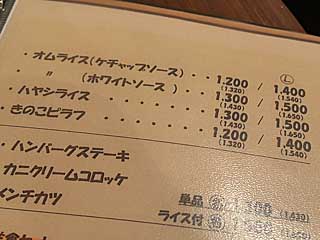 Ⓛ
・オムライス(ケチャップソース)・・1.200 / 1.400
(1.320) (1.540)
〃 (ホワイトソース )・・1.300 / 1.500
(1.430) (1.650)
・ハヤシライス・・・・・・1.300 / 1.500
(1.430) (1.650)
・きのこピラフ・・・・・・1.200 / 1.400
(1.320) (1.540)
・ハンバーグステーキ
カニクリームコロッケ
メンチカツ 単品
ライス付